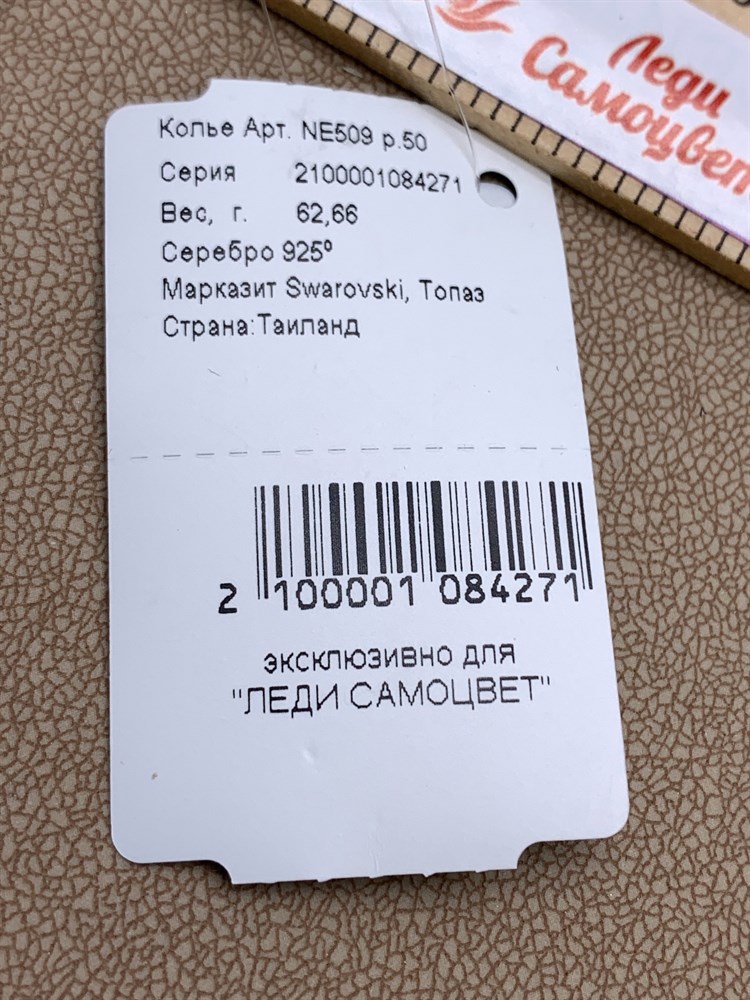 Леди
Самоцвет
Колье Арт. NE509 р.50
Серия 2100001084271
Вес, г. 62,66
Серебро 925º
Марказит Swarovski, Топаз
Страна:Таиланд
2 100001 084271
эксклюзивно для
"ЛЕДИ САМОЦВЕТ"